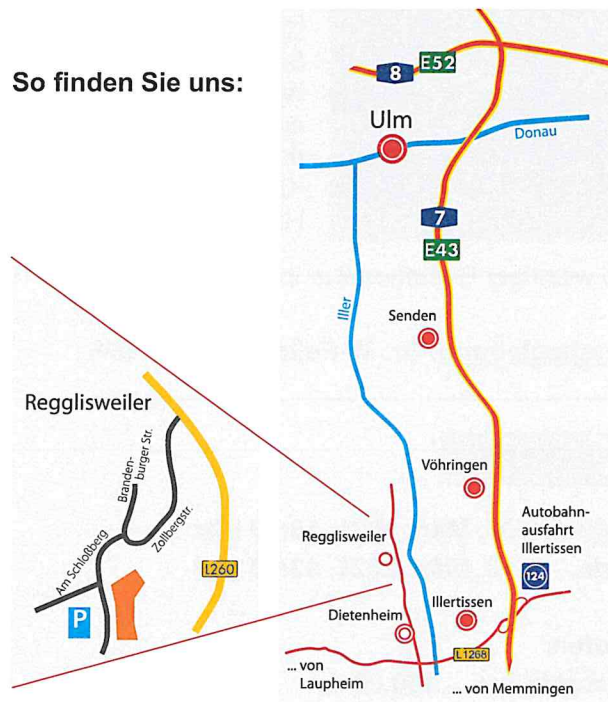 So finden Sie uns:
8
E52
Ulm
Donau
7
E43
Iller
Senden
Regglisweiler
Branden-
burger Str.
Zollbergstr.
Am Schloßberg
L260
P
Vöhringen
Autobahn-
ausfahrt
Illertissen
124
Regglisweiler
Dietenheim
Illertissen
L1268
... von
Laupheim
... von Memmingen